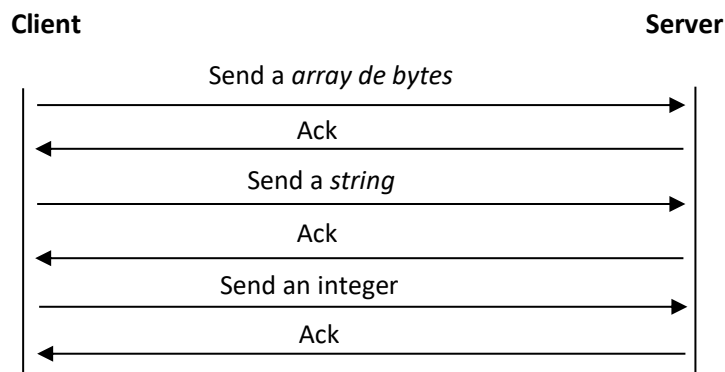 Client Server
Send a array de bytes
Ack
Send a string
Ack
Send an integer
Ack